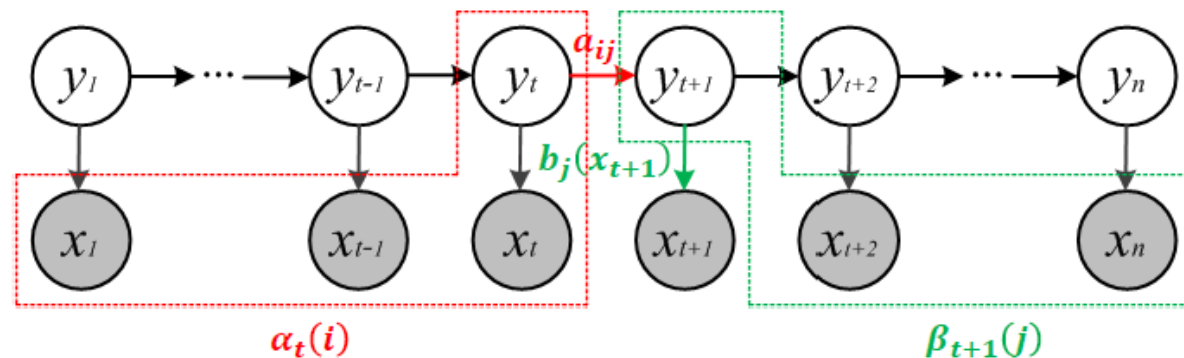 y₁ ... yₜ₋₁ yₜ aᵢⱼ yₜ₊₁ yₜ₊₂ ... yₙ
bⱼ(xₜ₊₁)
x₁ xₜ₋₁ xₜ xₜ₊₁ xₜ₊₂ xₙ
αₜ(i) βₜ₊₁(j)